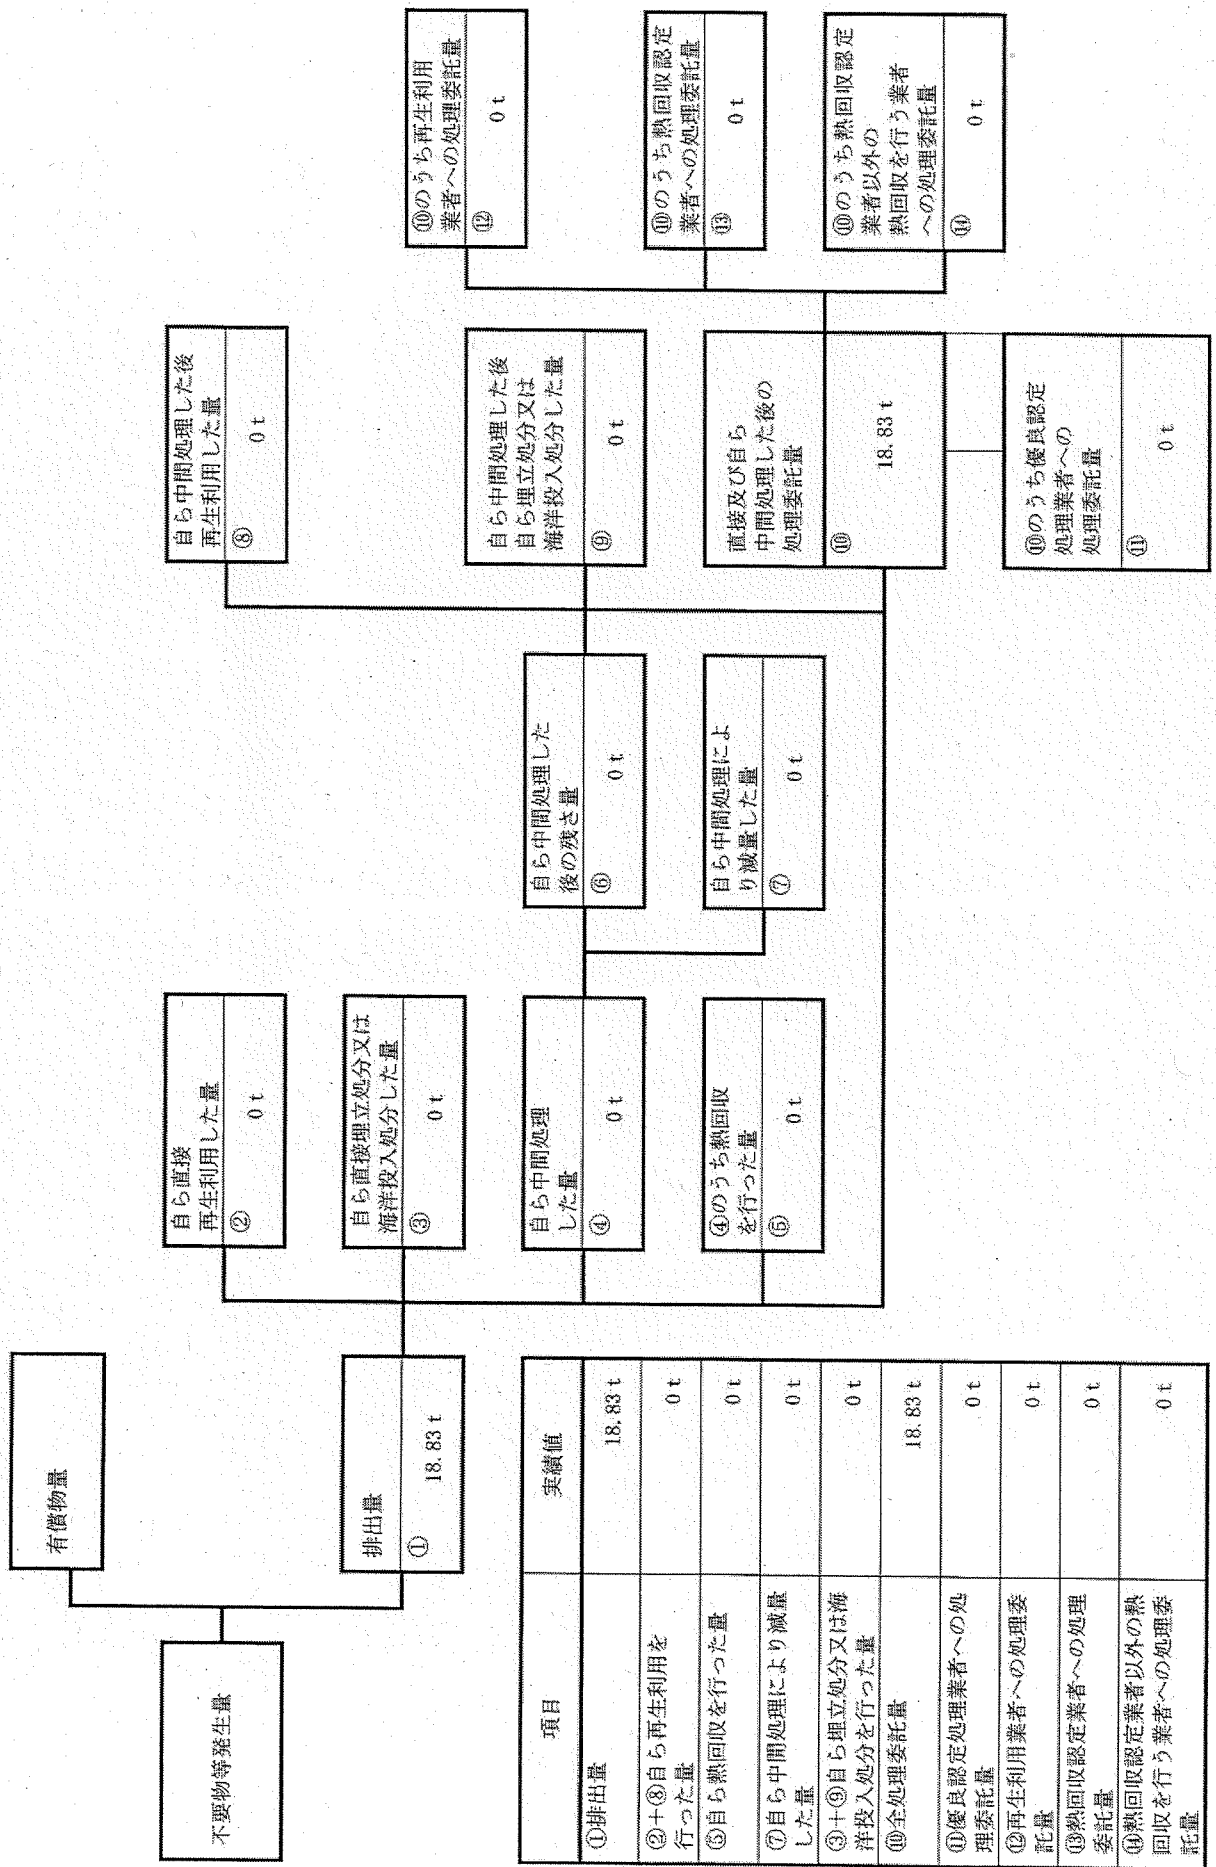 不要物等発生量
有償物量
排出量
①
18.83 t
自ら直接
再生利用した量
②
0 t
自ら直接埋立処分又は
海洋投入処分した量
③
0 t
自ら中間処理
した量
④
0 t
④のうち熱回収
を行った量
⑤
0 t
自ら中間処理した
後の残さ量
⑥
0 t
自ら中間処理によ
り減量した量
⑦
0 t
自ら中間処理した後
再生利用した量
⑧
0 t
自ら中間処理した後
自ら埋立処分又は
海洋投入処分した量
⑨
0 t
直接及び自ら
中間処理した後の
処理委託量
⑩
18.83 t
⑩のうち優良認定
処理業者への
処理委託量
⑪
0 t
⑩のうち再生利用
業者への処理委託量
⑫
0 t
⑩のうち熱回収認定
業者への処理委託量
⑬
0 t
⑩のうち熱回収認定
業者以外の
熱回収を行う業者
への処理委託量
⑭
0 t
項目 実績値
①排出量 18.83 t
②+⑧自ら再生利用を
行った量 0 t
⑤自ら熱回収を行った量 0 t
⑦自ら中間処理により減量
した量 0 t
③+⑨自ら埋立処分又は海
洋投入処分を行った量 0 t
⑩全処理委託量 18.83 t
⑪優良認定処理業者への処
理委託量 0 t
⑫再生利用業者への処理委
託量 0 t
⑬熱回収認定業者への処理
委託量 0 t
⑭熱回収認定業者以外の熱
回収を行う業者への処理委
託量 0 t